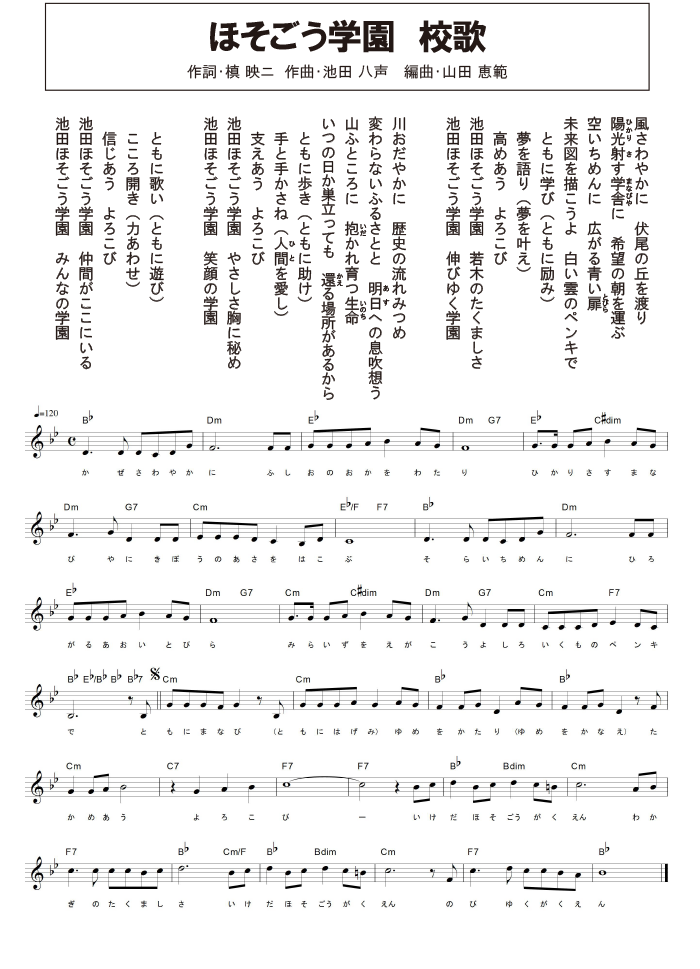 ほそごう学園 校歌
作詞・槙 映二 作曲・池田 八声 編曲・山田 恵範
風さわやかに 伏尾の丘を渡り
陽光射す学舎に 希望の朝を運ぶ
ひかり さ まなびや
空いちめんに 広がる青い扉
とびら
未来図を描こうよ 白い雲のペンキで
ともに学び（ともに励み）
夢を語り（夢を叶え）
高めあう よろこび
池田ほそごう学園 若木のたくましさ
池田ほそごう学園 伸びゆく学園
川おだやかに 歴史の流れみつめ
変わらないふるさとと 明日への息吹想う
あす
山ふところに 抱かれ育つ生命
いだ いのち
いつの日か巣立っても 還る場所があるから
かえ
ともに歩き（ともに助け）
手と手かさね（人間を愛し）
ひと
支えあう よろこび
池田ほそごう学園 やさしさ胸に秘め
池田ほそごう学園 笑顔の学園
ともに歌い（ともに遊び）
こころ開き（力あわせ）
信じあう よろこび
池田ほそごう学園 仲間がここにいる
池田ほそごう学園 みんなの学園
♩=120
B♭ Dm E♭ Dm G7 E♭ C#dim
か ぜ さ わ や か に ふ し お の お か を わ た り ひ か り さ す ま な
Dm G7 Cm E♭/F F7 B♭ Dm
び や に き ぼ う の あ さ を は こ ぶ そ ら い ち め ん に ひ ろ
E♭ Dm G7 Cm C#dim Dm G7 Cm F7
が る あ お い と び ら み ら い ず を え が こ う よ し ろ い く も の ペ ン キ
B♭ E♭/B♭ B♭ B♭7 Cm Cm B♭ B♭
で と も に ま な び （と も に は げ み） ゆ め を か た り （ゆ め を か な え） た
Cm C7 F7 F7 B♭ Bdim Cm
か め あ う よ ろ こ び ー い け だ ほ そ ごう が く えん わ か
F7 B♭ Cm/F B♭ Bdim Cm F7 B♭
ぎ の た く ま し さ い け だ ほ そ ごう が く えん の び ゆ く が く え ん